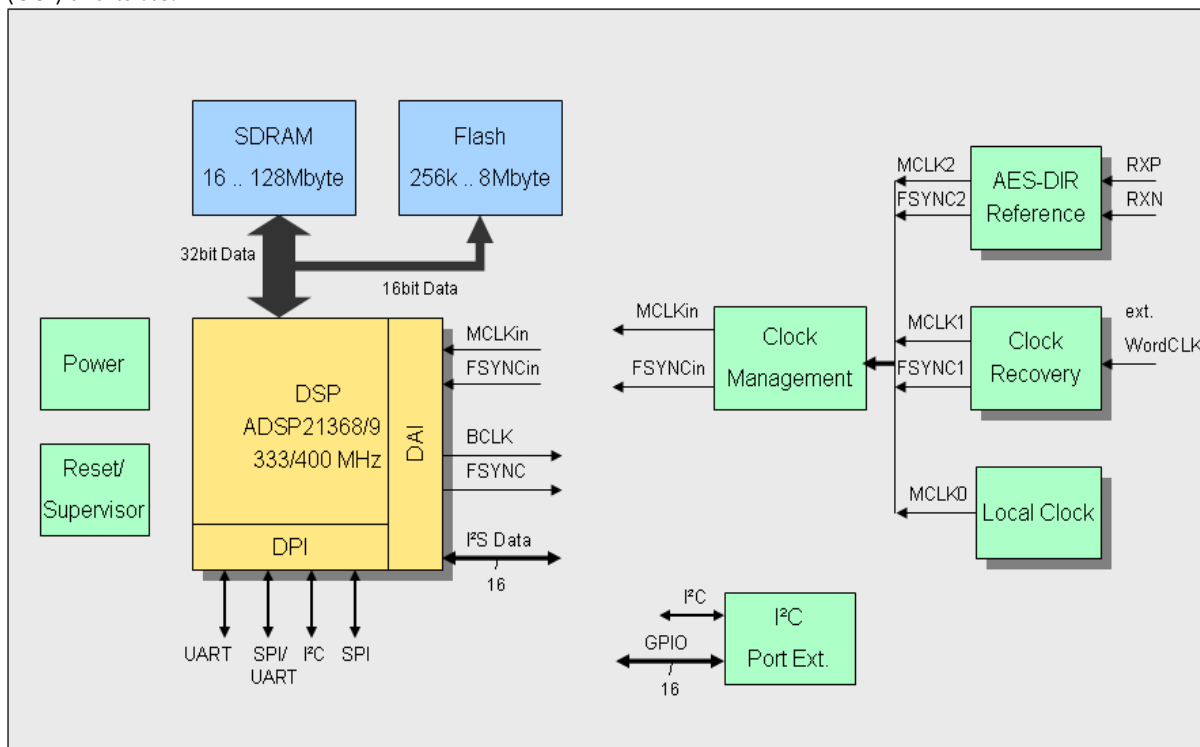 SDRAM
16 .. 128Mbyte
Flash
256k .. 8Mbyte
32bit Data
16bit Data
Power
Reset/
Supervisor
DSP
ADSP21368/9
333/400 MHz
DAI
DPI
MCLKin
FSYNCin
BCLK
FSYNC
I²S Data
16
UART
SPI/
UART
I²C
SPI
MCLKin
FSYNCin
Clock
Management
MCLK2
FSYNC2
AES-DIR
Reference
RXP
RXN
MCLK1
FSYNC1
Clock
Recovery
ext.
WordCLK
MCLK0
Local Clock
I²C
GPIO
16
I²C
Port Ext.